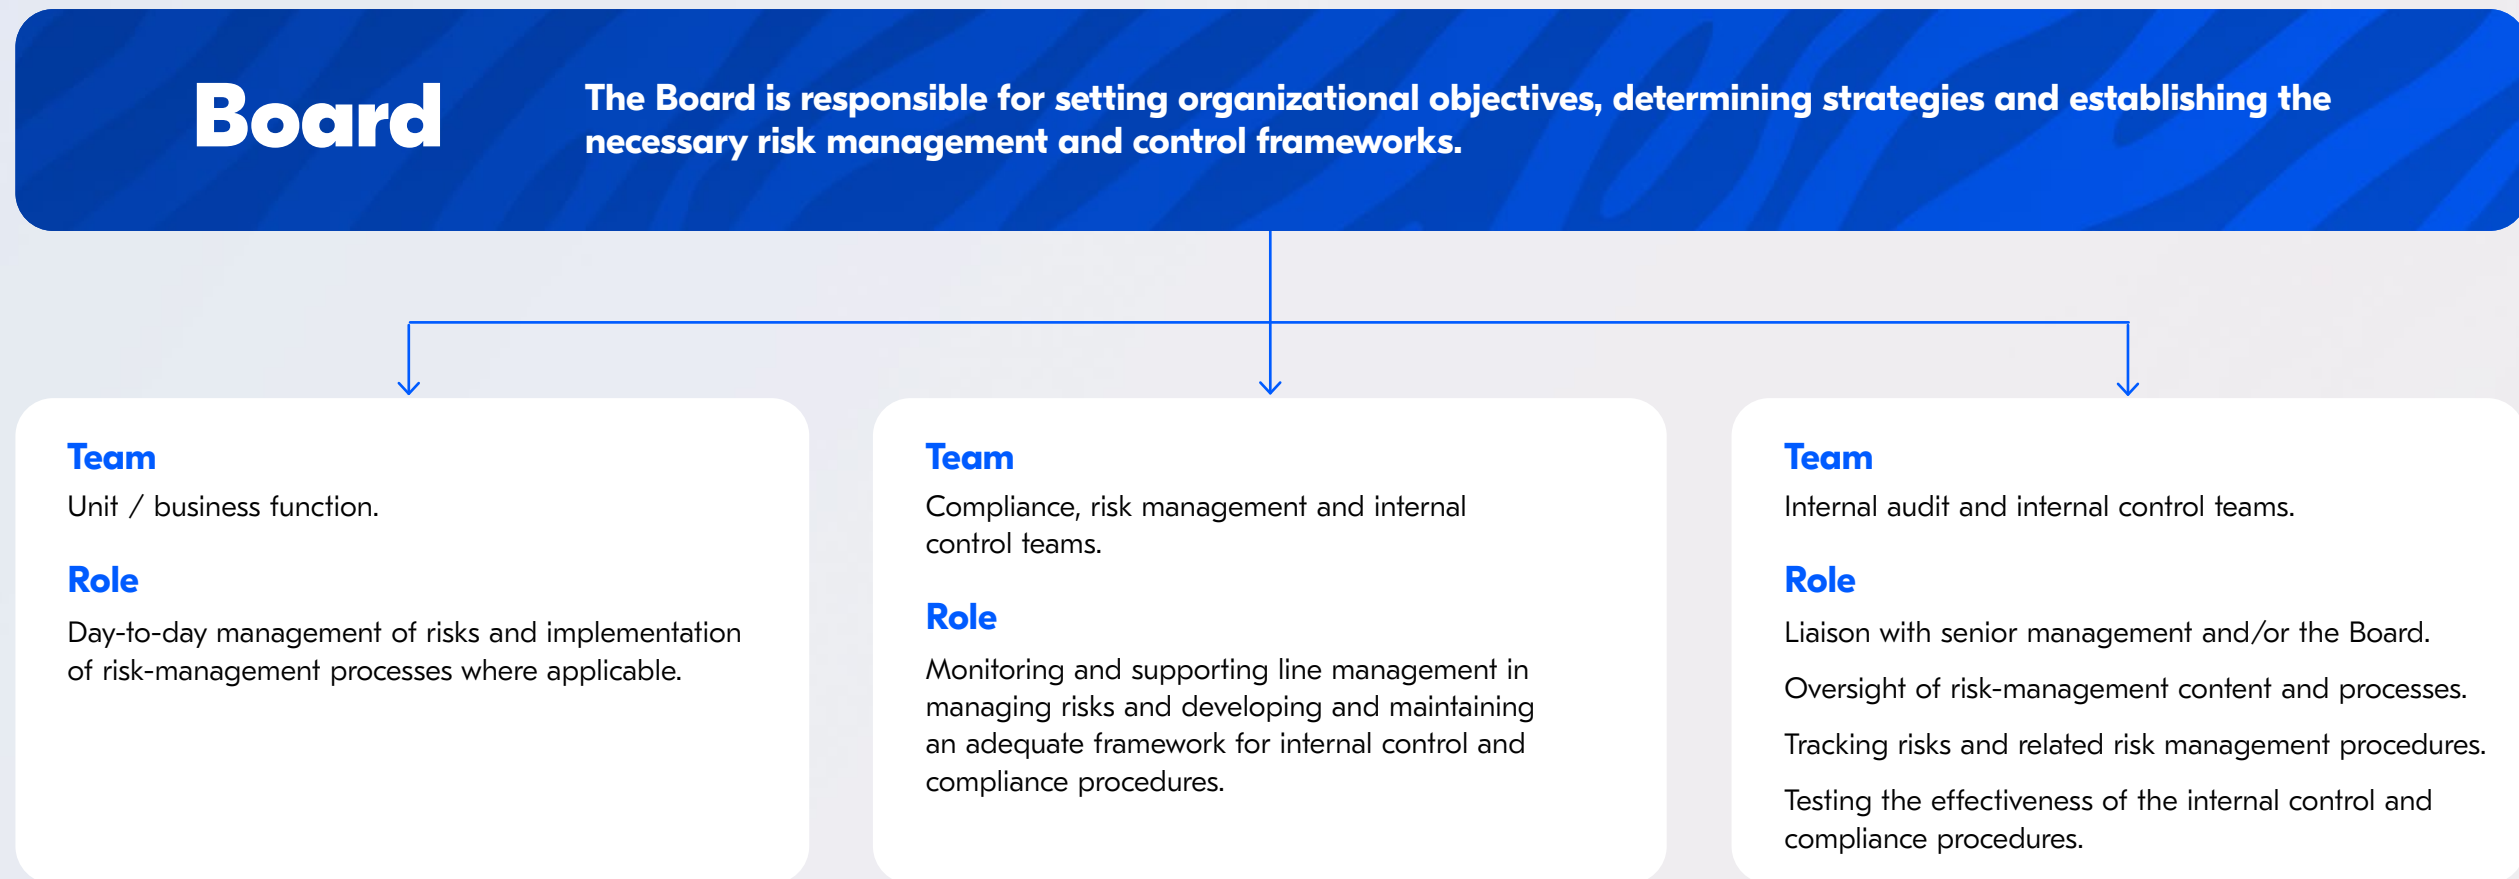 Board
The Board is responsible for setting organizational objectives, determining strategies and establishing the
necessary risk management and control frameworks.
Team
Unit / business function.
Role
Day-to-day management of risks and implementation
of risk-management processes where applicable.
Team
Compliance, risk management and internal
control teams.
Role
Monitoring and supporting line management in
managing risks and developing and maintaining
an adequate framework for internal control and
compliance procedures.
Team
Internal audit and internal control teams.
Role
Liaison with senior management and/or the Board.
Oversight of risk-management content and processes.
Tracking risks and related risk management procedures.
Testing the effectiveness of the internal control and
compliance procedures.